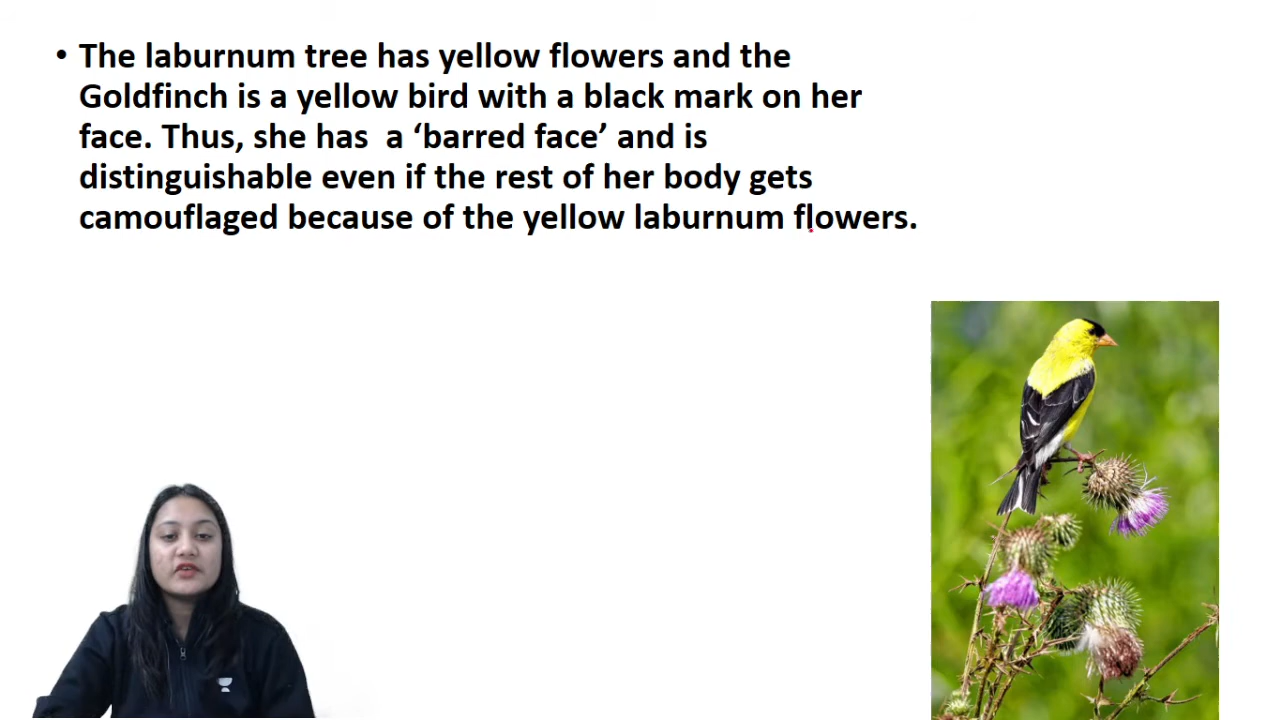 • The laburnum tree has yellow flowers and the
Goldfinch is a yellow bird with a black mark on her
face. Thus, she has  a ‘barred face’ and is
distinguishable even if the rest of her body gets
camouflaged because of the yellow laburnum flowers.